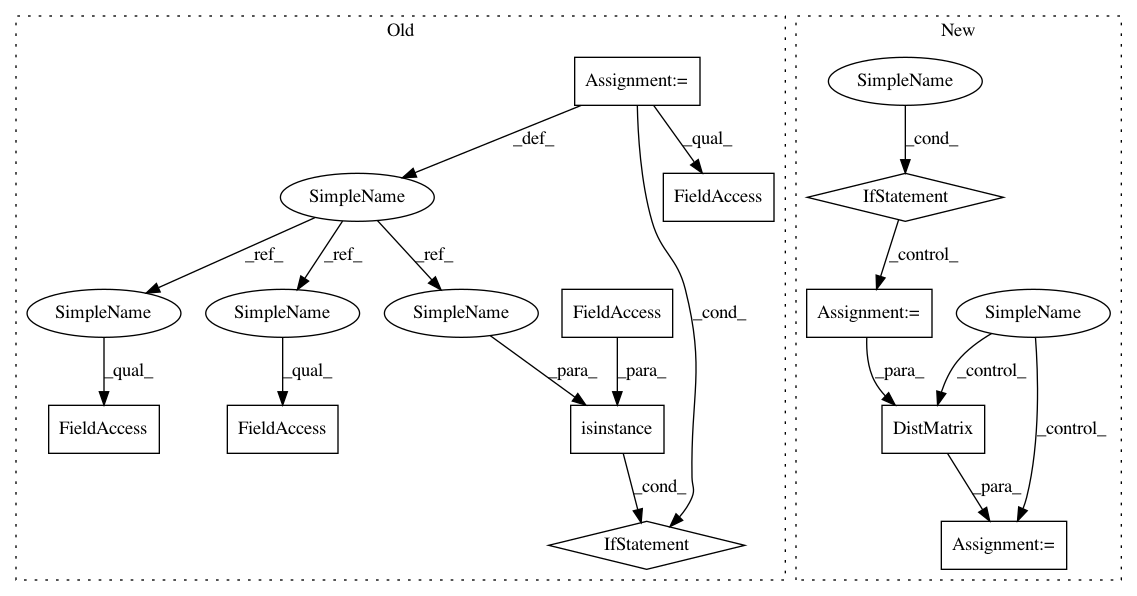 Old
New
Assignment:=
SimpleName
_def_
_qual_
_cond_
SimpleName
FieldAccess
IfStatement
_ref_
_ref_
_ref_
_control_
SimpleName
SimpleName
SimpleName
FieldAccess
_cond_
Assignment:=
SimpleName
_qual_
_qual_
_para_
_para_
_para_
_control_
FieldAccess
FieldAccess
isinstance
DistMatrix
_control_
_cond_
_para_
IfStatement
Assignment:=